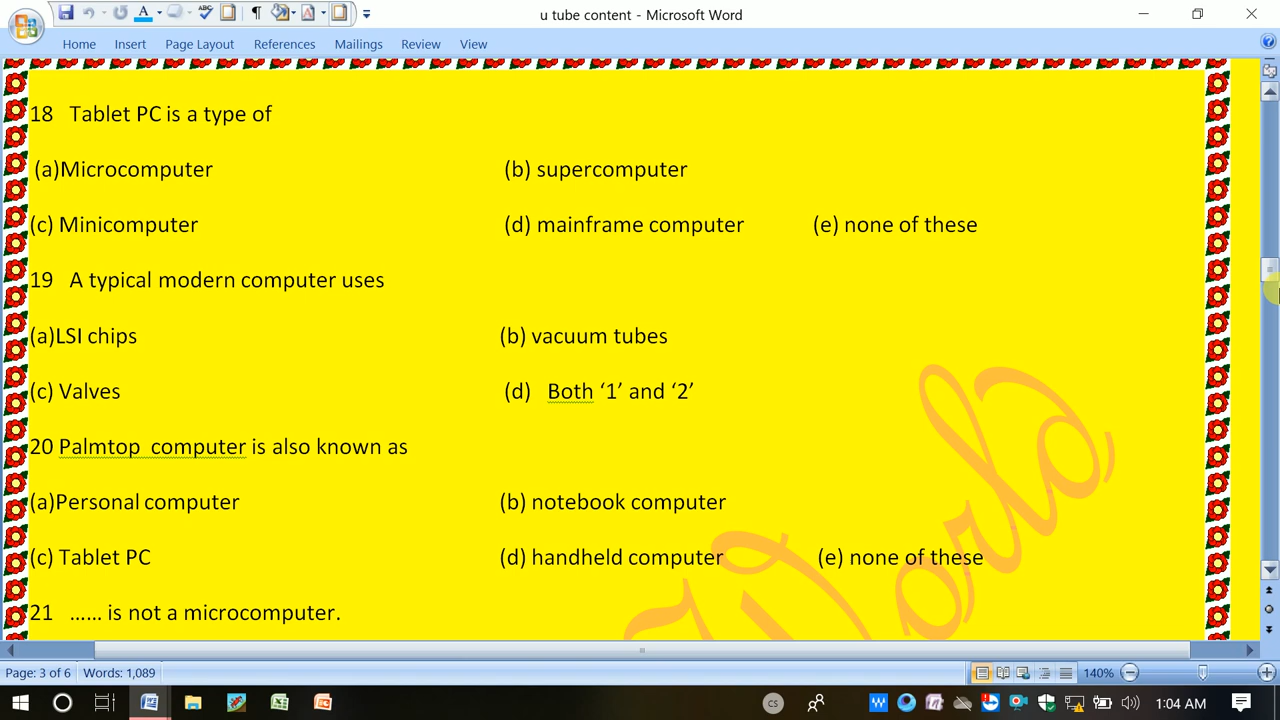 u tube content - Microsoft Word
Home Insert Page Layout References Mailings Review View
18 Tablet PC is a type of
(a)Microcomputer (b) supercomputer
(c) Minicomputer (d) mainframe computer (e) none of these
19 A typical modern computer uses
(a)LSI chips (b) vacuum tubes
(c) Valves (d) Both ‘1’ and ‘2’
20 Palmtop computer is also known as
(a)Personal computer (b) notebook computer
(c) Tablet PC (d) handheld computer (e) none of these
21 ...... is not a microcomputer.
World
Page: 3 of 6 Words: 1,089 140%
CS 1:04 AM